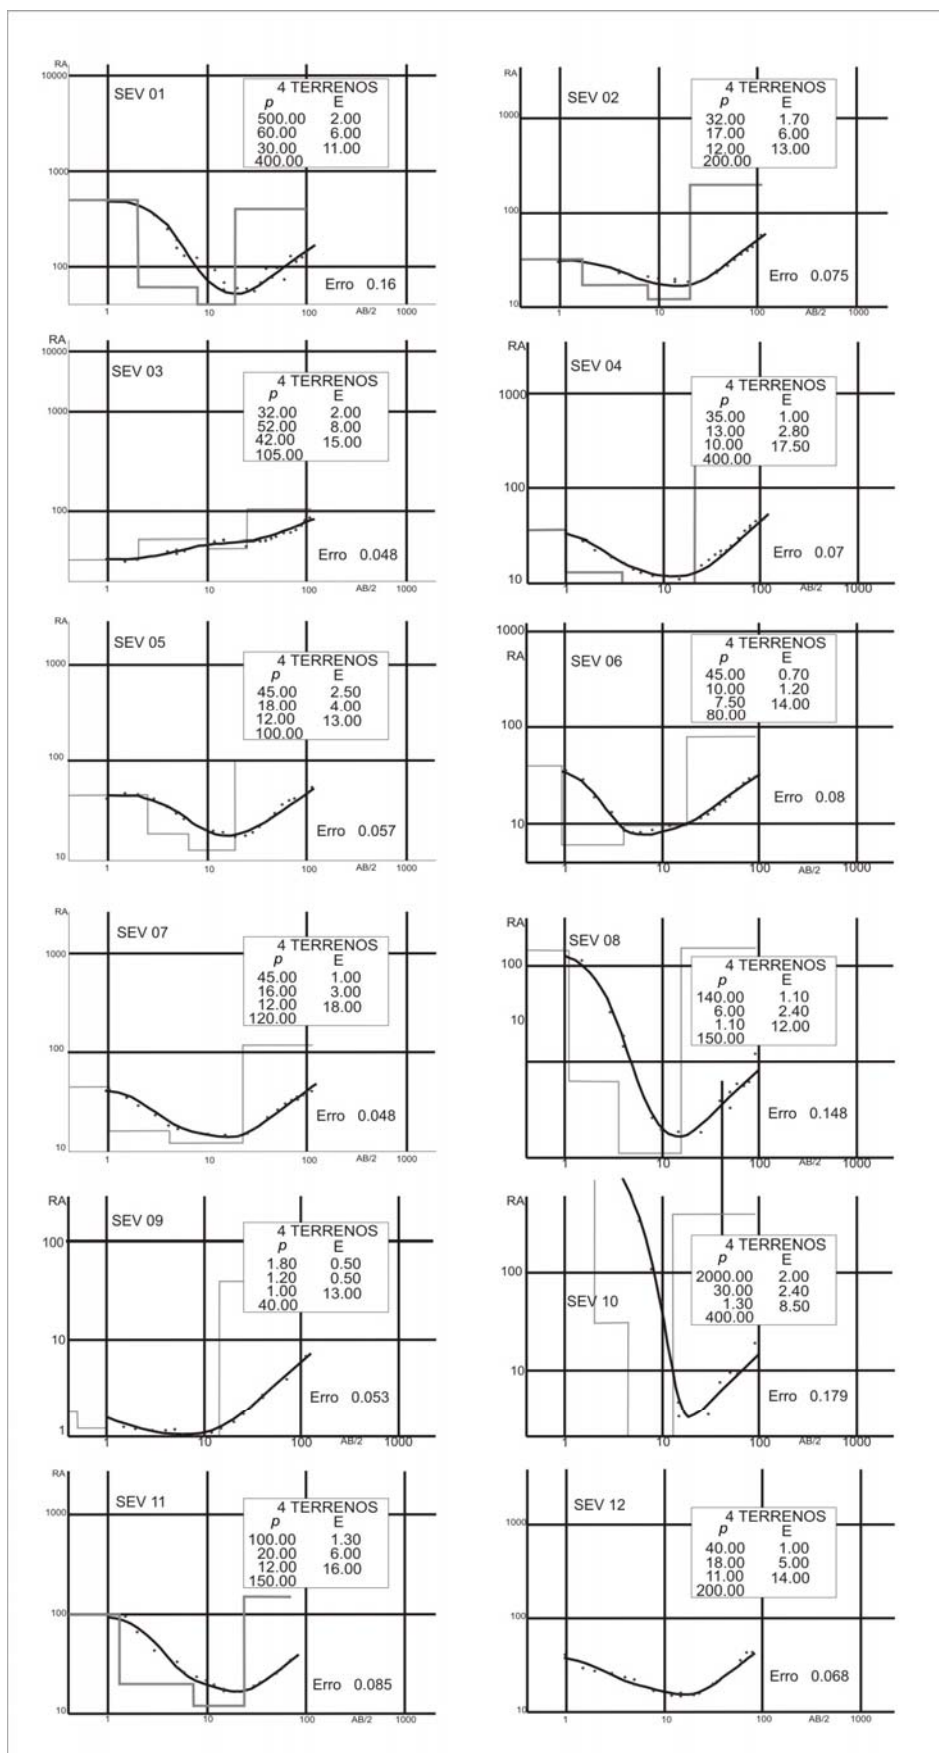 RA
10000
SEV 01
4 TERRENOS
p E
500.00 2.00
60.00 6.00
30.00 11.00
400.00
1000
100
Erro 0.16
1 10 100 AB/2 1000
RA
SEV 02
1000
4 TERRENOS
p E
32.00 1.70
17.00 6.00
12.00 13.00
200.00
100
Erro 0.075
10
1 10 100 AB/2 1000
RA
10000
SEV 03
4 TERRENOS
p E
32.00 2.00
52.00 8.00
42.00 15.00
105.00
1000
100
Erro 0.048
1 10 100 AB/2 1000
RA
SEV 04
1000
4 TERRENOS
p E
35.00 1.00
13.00 2.80
10.00 17.50
400.00
100
Erro 0.07
10
1 10 100 AB/2 1000
RA
SEV 05
1000
4 TERRENOS
p E
45.00 2.50
18.00 4.00
12.00 13.00
100.00
100
Erro 0.057
10
1 10 100 AB/2 1000
1000
RA
SEV 06
4 TERRENOS
p E
45.00 0.70
10.00 1.20
7.50 14.00
80.00
100
Erro 0.08
10
1 10 100 AB/2 1000
RA
SEV 07
1000
4 TERRENOS
p E
45.00 1.00
16.00 3.00
12.00 18.00
120.00
100
Erro 0.048
10
1 10 100 AB/2 1000
RA
SEV 08
100
10
4 TERRENOS
p E
140.00 1.10
6.00 2.40
1.10 12.00
150.00
Erro 0.148
1 10 100 AB/2 1000
RA
SEV 09
100
4 TERRENOS
p E
1.80 0.50
1.20 0.50
1.00 13.00
40.00
10
Erro 0.053
1
1 10 100 AB/2 1000
RA
100
SEV 10
4 TERRENOS
p E
2000.00 2.00
30.00 2.40
1.30 8.50
400.00
10
Erro 0.179
1 10 100 AB/2 1000
RA
SEV 11
1000
4 TERRENOS
p E
100.00 1.30
20.00 6.00
12.00 16.00
150.00
100
Erro 0.085
10
1 10 100 AB/2 1000
SEV 12
1000
4 TERRENOS
p E
40.00 1.00
18.00 5.00
11.00 14.00
200.00
100
Erro 0.068
10
1 10 100 AB/2 1000